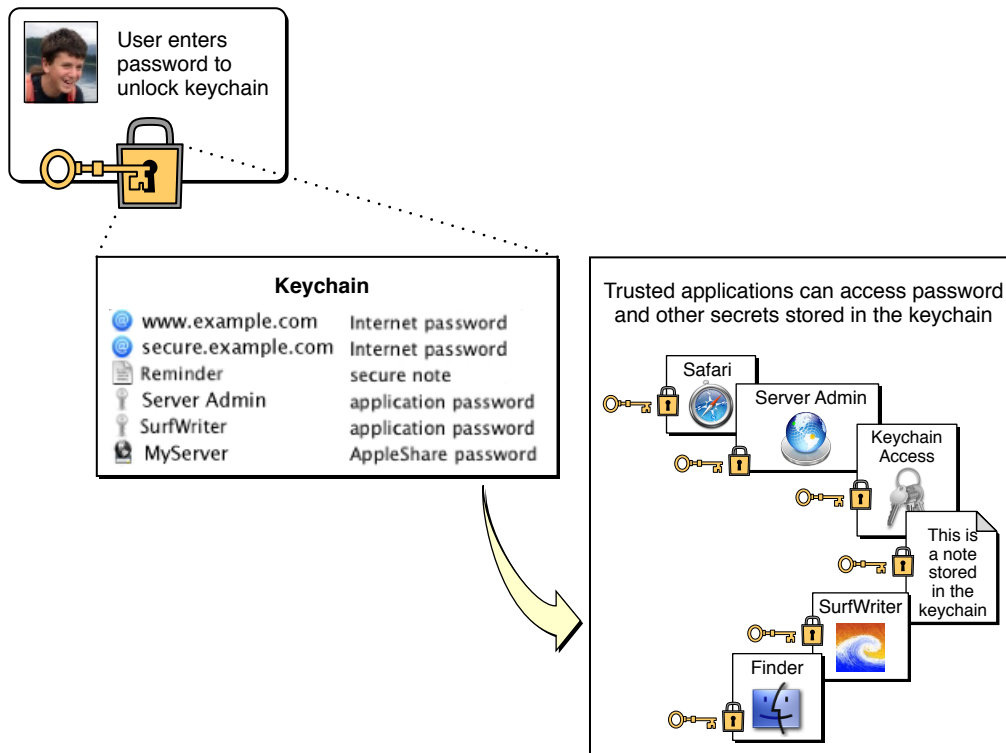 User enters
password to
unlock keychain
Keychain
www.example.com Internet password
secure.example.com Internet password
Reminder secure note
Server Admin application password
SurfWriter application password
MyServer AppleShare password
Trusted applications can access password
and other secrets stored in the keychain
Safari
Server Admin
Keychain
Access
This is
a note
stored
in the
keychain
SurfWriter
Finder